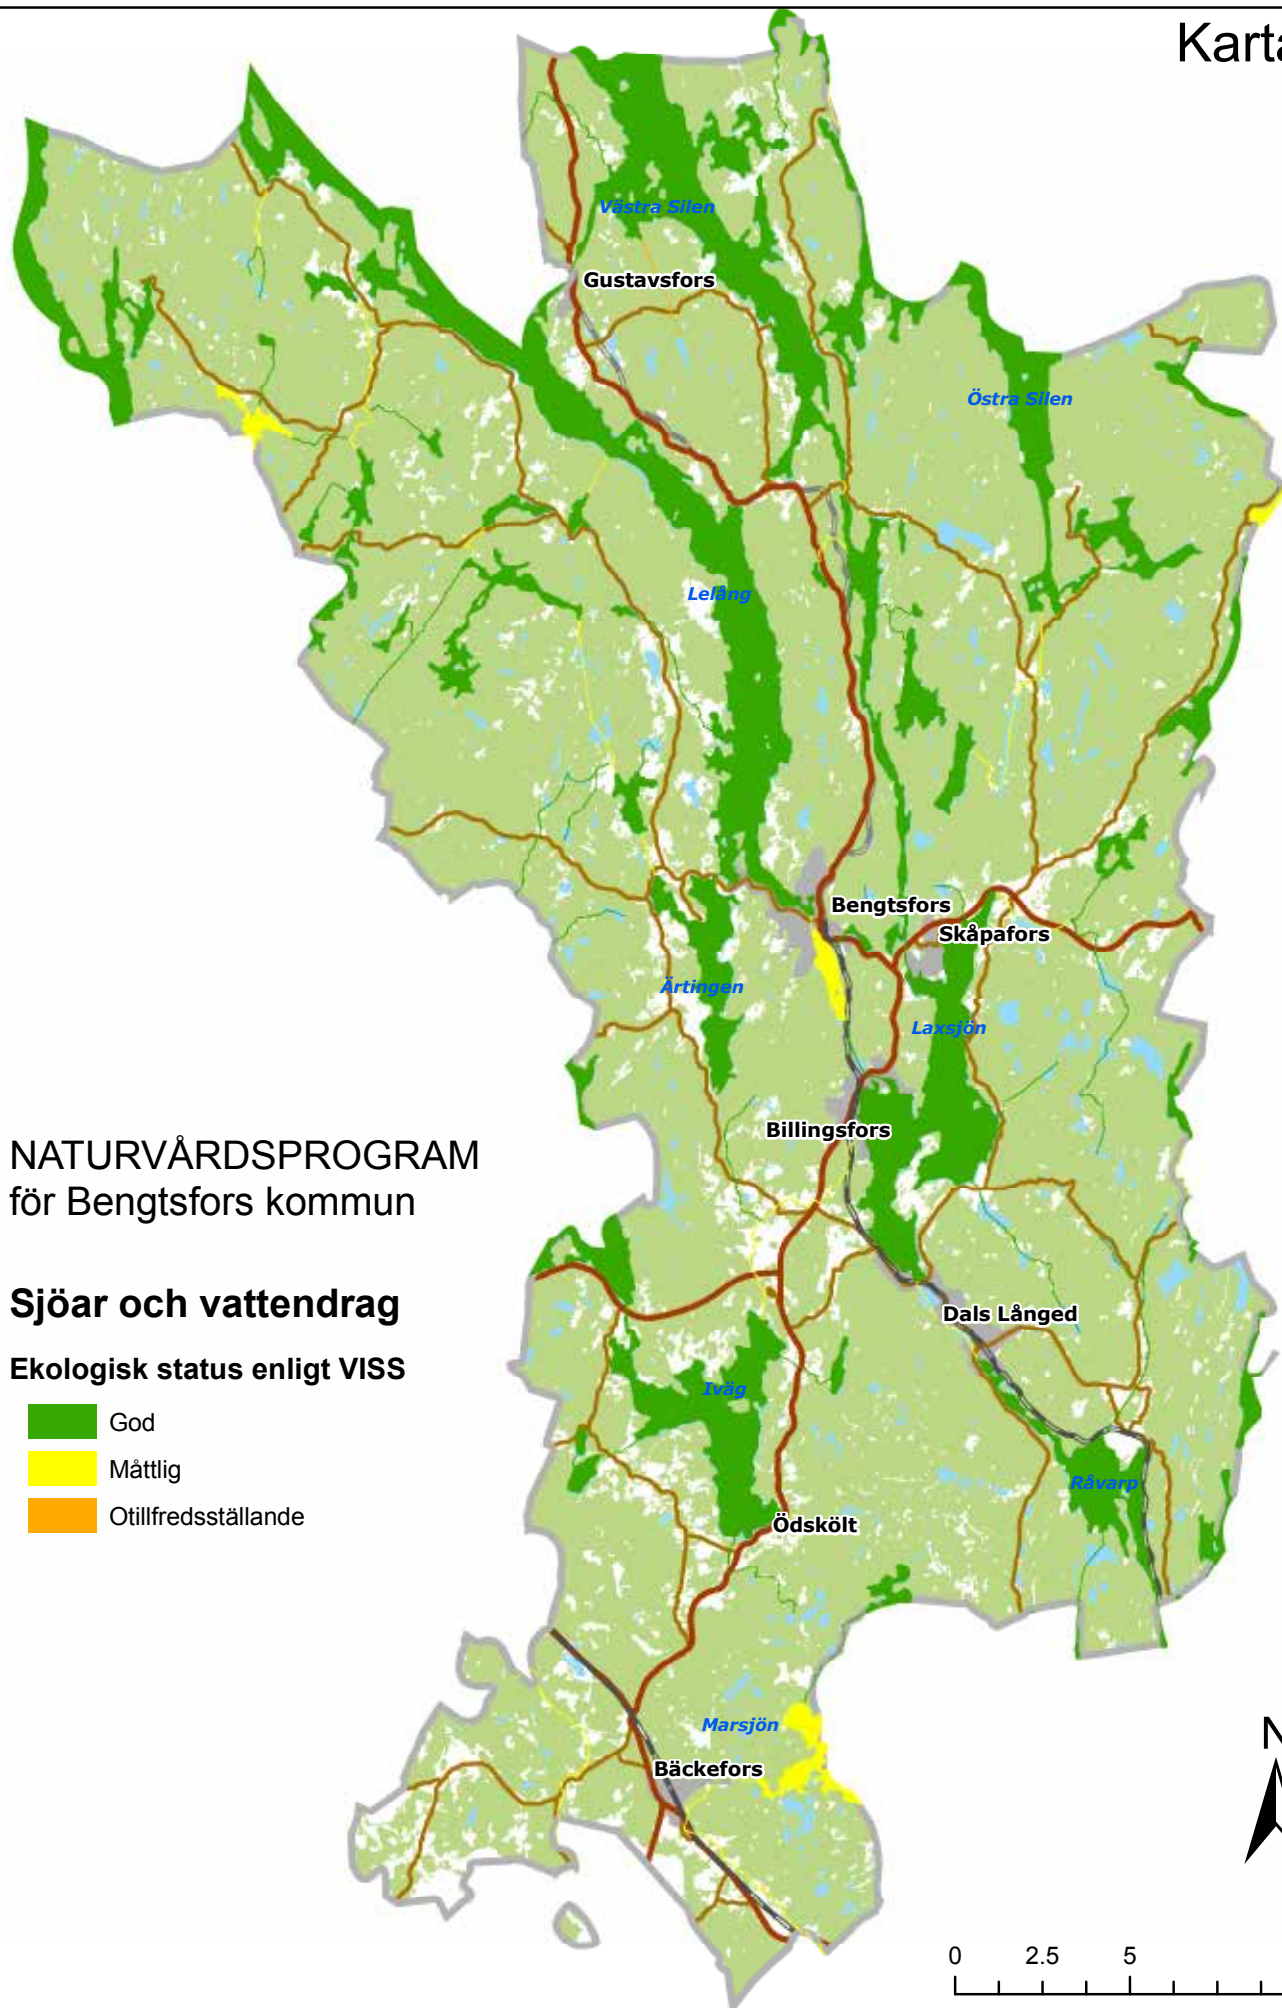 Karta
Västra Silen
Gustavsfors
Östra Silen
Lelång
Bengtsfors
Skåpafors
Ärtingen
Laxsjön
Billingsfors
NATURVÅRDSPROGRAM
för Bengtsfors kommun
Sjöar och vattendrag
Dals Långed
Ekologisk status enligt VISS
Iväg
God
Måttlig
Råvarp
Otillfredsställande
Ödskölt
Marsjön
N
Bäckefors
0 2.5 5